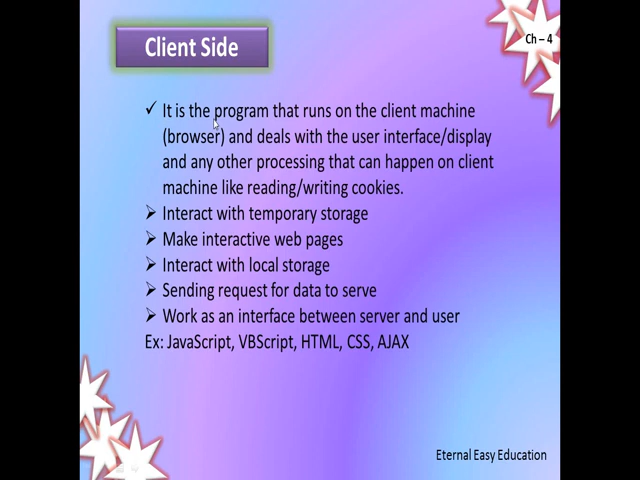 Client Side
Ch – 4
✓ It is the program that runs on the client machine
(browser) and deals with the user interface/display
and any other processing that can happen on client
machine like reading/writing cookies.
➢ Interact with temporary storage
➢ Make interactive web pages
➢ Interact with local storage
➢ Sending request for data to serve
➢ Work as an interface between server and user
Ex: JavaScript, VBScript, HTML, CSS, AJAX
Eternal Easy Education